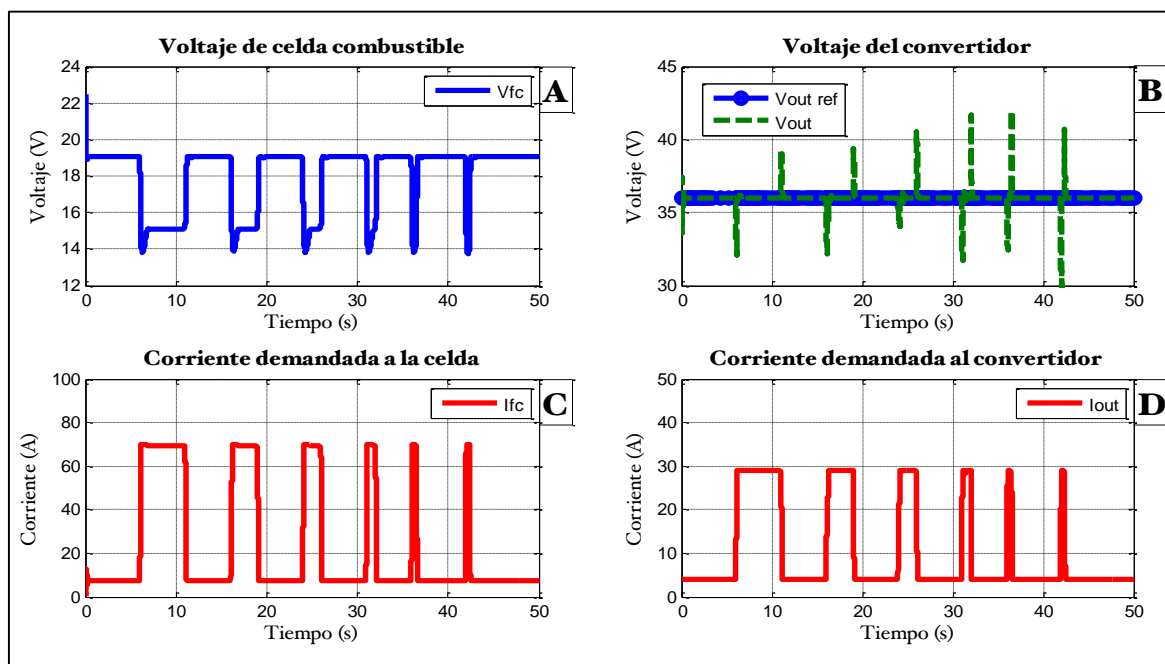 Voltaje de celda combustible
24
22
20
18
16
14
12
Voltaje (V)
Vfc
A
0 10 20 30 40 50
Tiempo (s)
Voltaje del convertidor
45
40
35
30
Voltaje (V)
Vout ref
Vout
B
0 10 20 30 40 50
Tiempo (s)
Corriente demandada a la celda
100
80
60
40
20
0
Corriente (A)
Ifc
C
0 10 20 30 40 50
Tiempo (s)
Corriente demandada al convertidor
50
40
30
20
10
0
Corriente (A)
Iout
D
0 10 20 30 40 50
Tiempo (s)